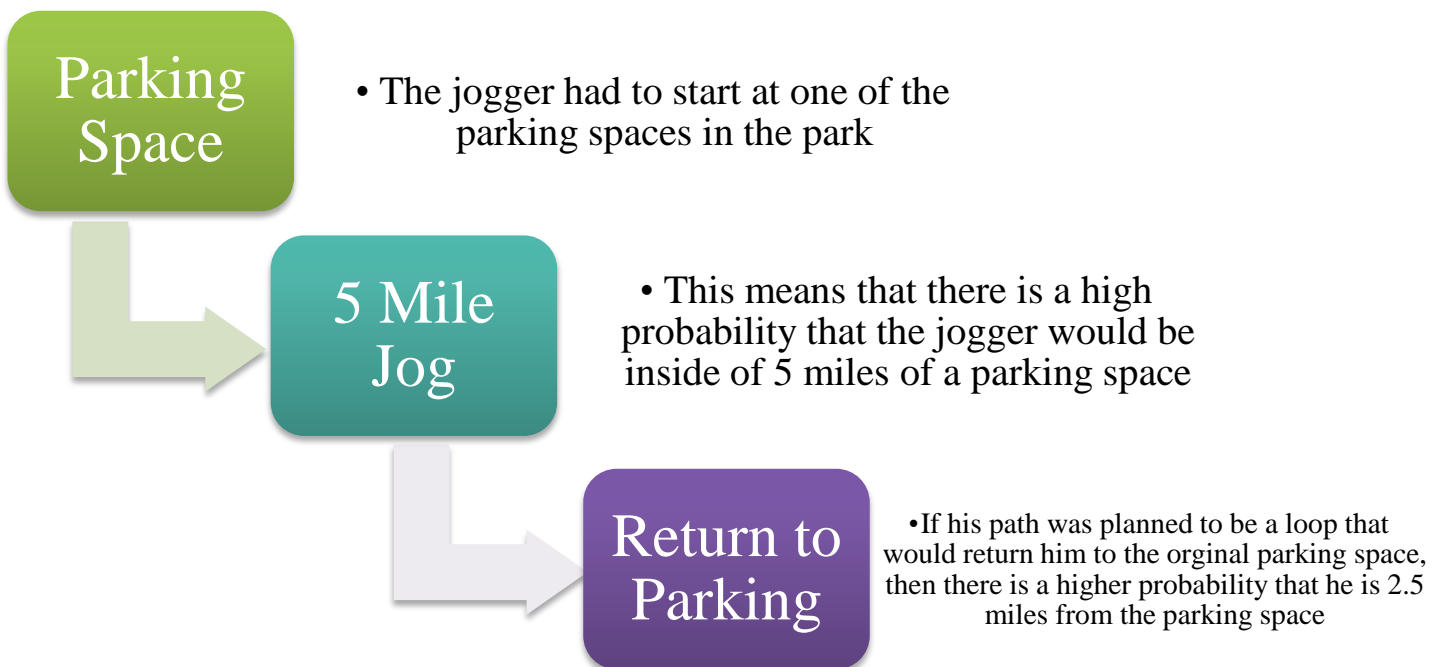 Parking
Space
• The jogger had to start at one of the
parking spaces in the park
5 Mile
Jog
• This means that there is a high
probability that the jogger would be
inside of 5 miles of a parking space
Return to
Parking
•If his path was planned to be a loop that
would return him to the orginal parking space,
then there is a higher probability that he is 2.5
miles from the parking space